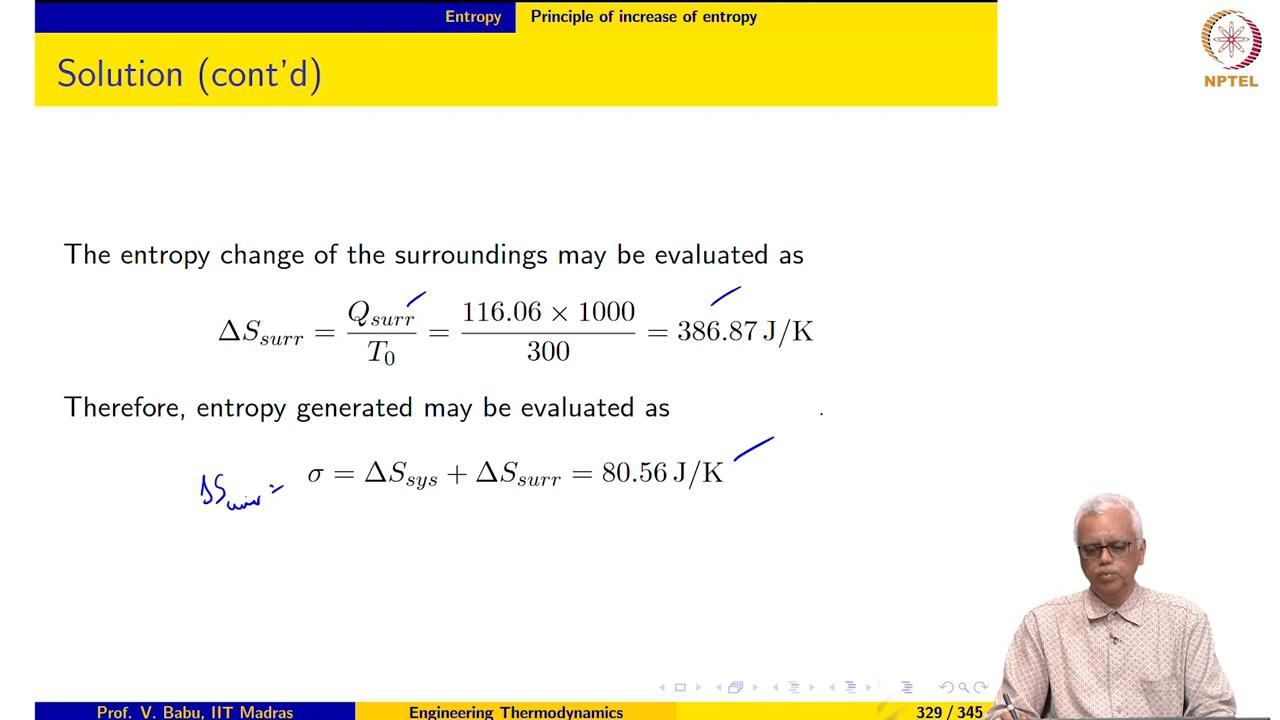 Entropy Principle of increase of entropy
NPTEL
Solution (cont'd)
The entropy change of the surroundings may be evaluated as
ΔS_surr = Q_surr / T_0 = 116.06 × 1000 / 300 = 386.87 J/K
Therefore, entropy generated may be evaluated as
ΔS_univ = σ = ΔS_sys + ΔS_surr = 80.56 J/K
Prof. V. Babu, IIT Madras Engineering Thermodynamics 329 / 345